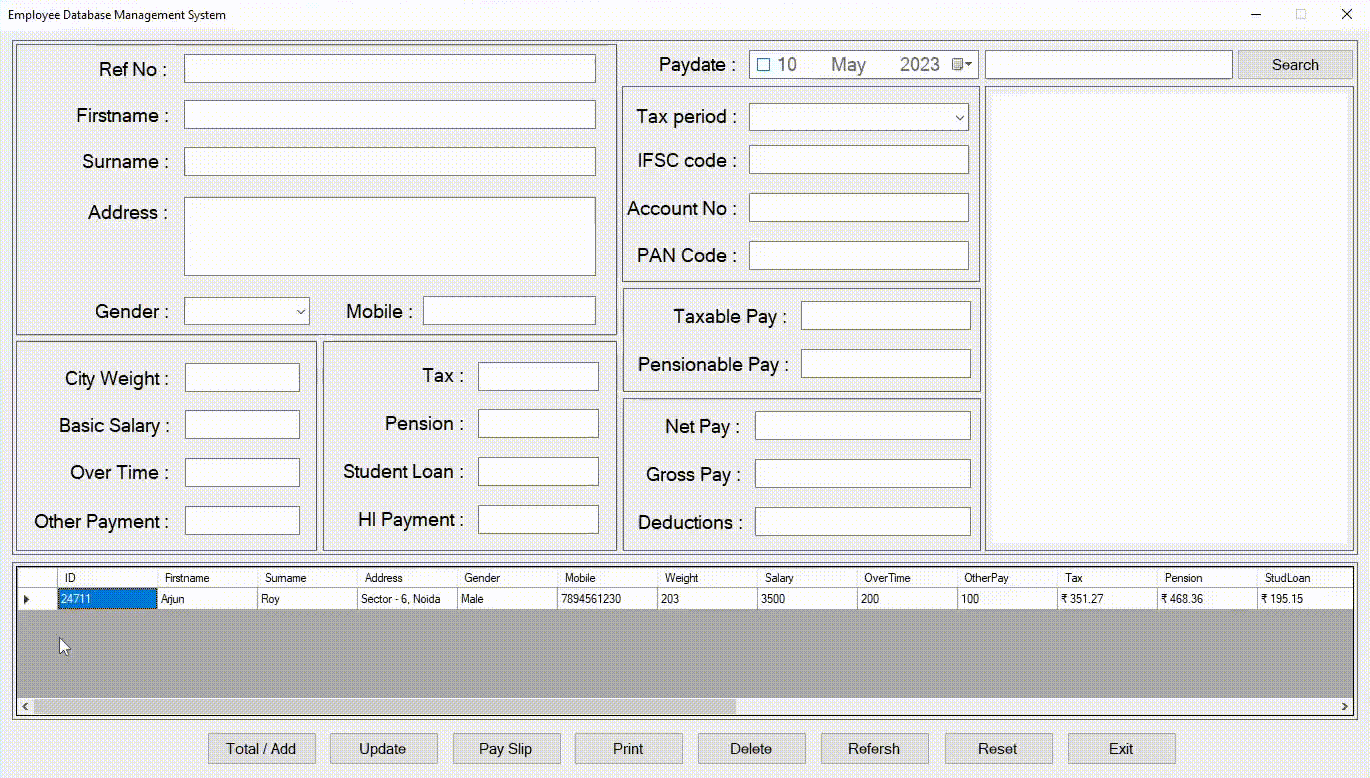 Employee Database Management System
Ref No :
Firstname :
Surname :
Address :
Gender :
Mobile :
Paydate :
10 May 2023
Search
Tax period :
IFSC code :
Account No :
PAN Code :
Taxable Pay :
Pensionable Pay :
City Weight :
Basic Salary :
Over Time :
Other Payment :
Tax :
Pension :
Student Loan :
HI Payment :
Net Pay :
Gross Pay :
Deductions :
ID Firstname Surname Address Gender Mobile Weight Salary OverTime OtherPay Tax Pension StudLoan
24711 Arjun Roy Sector - 6, Noida Male 7894561230 203 3500 200 100 ₹ 351.27 ₹ 468.36 ₹ 195.15
Total / Add Update Pay Slip Print Delete Refersh Reset Exit